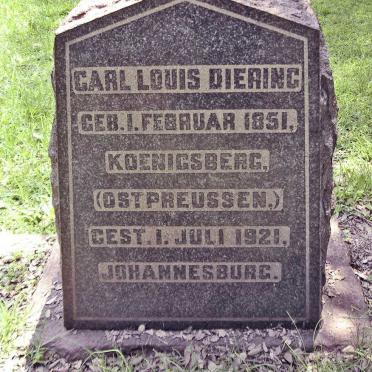 CARL LOUIS DIERING
GEB. 1. FEBRUAR 1851,
KOENIGSBERG,
(OSTPREUSSEN.)
GEST. 1. JULI 1921.
JOHANNESBURG.